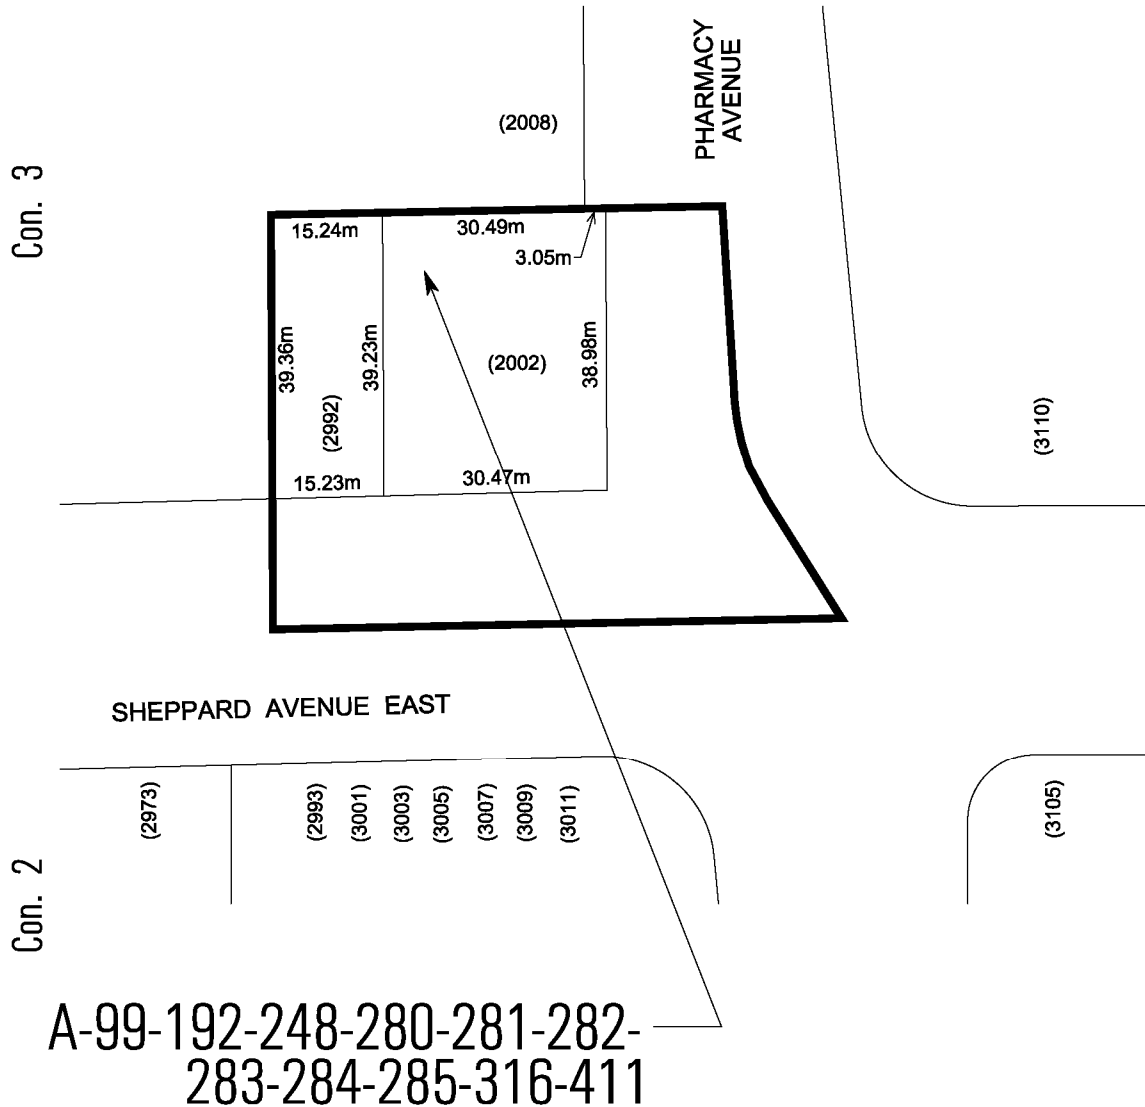 PHARMACY
AVENUE
(2008)
Con. 3
15.24m
30.49m
3.05m
39.36m
39.23m
(2002)
38.98m
(2992)
(3110)
15.23m
30.47m
SHEPPARD AVENUE EAST
(2973)
(2993)
(3001)
(3003)
(3005)
(3007)
(3009)
(3011)
(3105)
Con. 2
A-99-192-248-280-281-282-
283-284-285-316-411